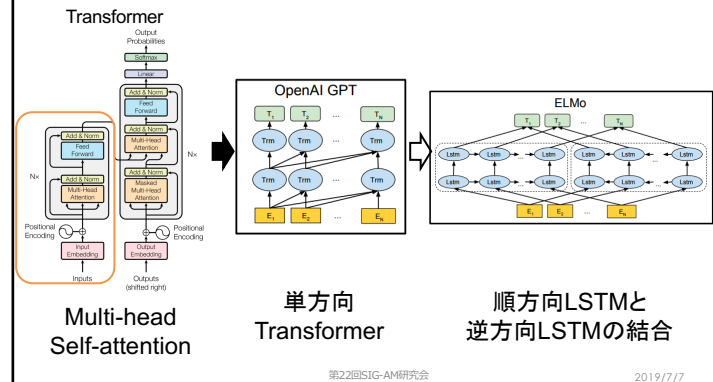 Transformer
Output
Probabilities
Softmax
Linear
Add & Norm
Feed
Forward
Add & Norm
Multi-Head
Attention
Add & Norm
Masked
Multi-Head
Attention
Nx
Positional
Encoding
Output
Embedding
Outputs
(shifted right)
Add & Norm
Feed
Forward
Nx
Add & Norm
Multi-Head
Attention
Positional
Encoding
Input
Embedding
Inputs
Multi-head
Self-attention
OpenAI GPT
T1 T2 ... TN
Trm Trm ... Trm
Trm Trm ... Trm
E1 E2 ... EN
単方向
Transformer
ELMo
T1 T2 ... TN
Lstm Lstm ... Lstm Lstm Lstm ... Lstm
Lstm Lstm ... Lstm Lstm Lstm ... Lstm
E1 E2 ... EN
順方向LSTMと
逆方向LSTMの結合
第22回SIG-AM研究会
2019/7/7